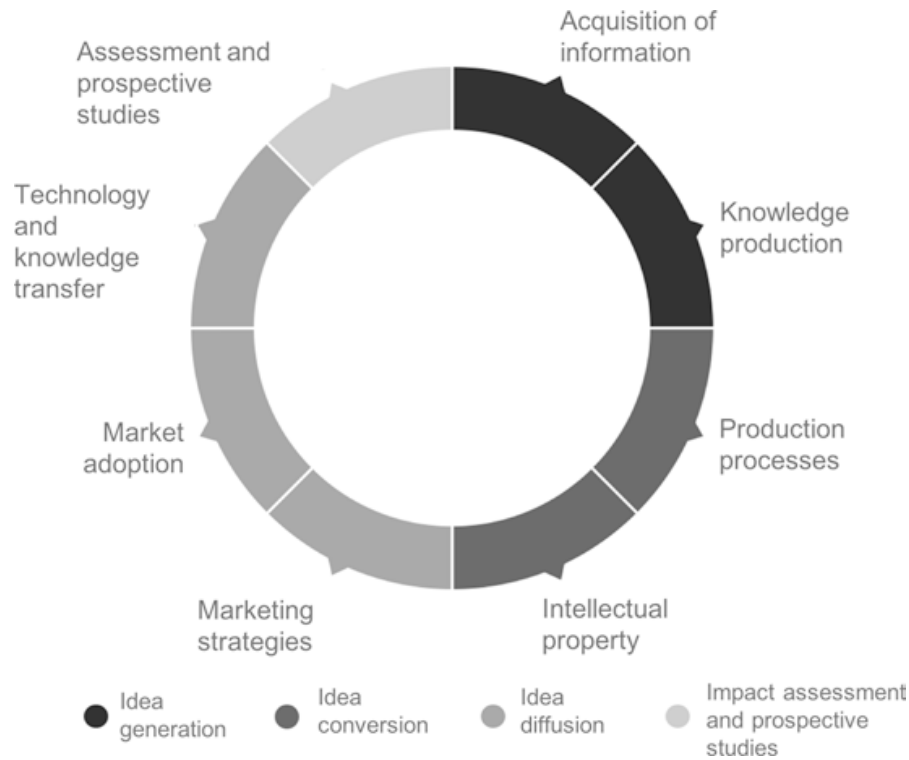 Acquisition of
information
Knowledge
production
Production
processes
Intellectual
property
Marketing
strategies
Market
adoption
Technology
and
knowledge
transfer
Assessment and
prospective
studies
Idea
generation
Idea
conversion
Idea
diffusion
Impact assessment
and prospective
studies